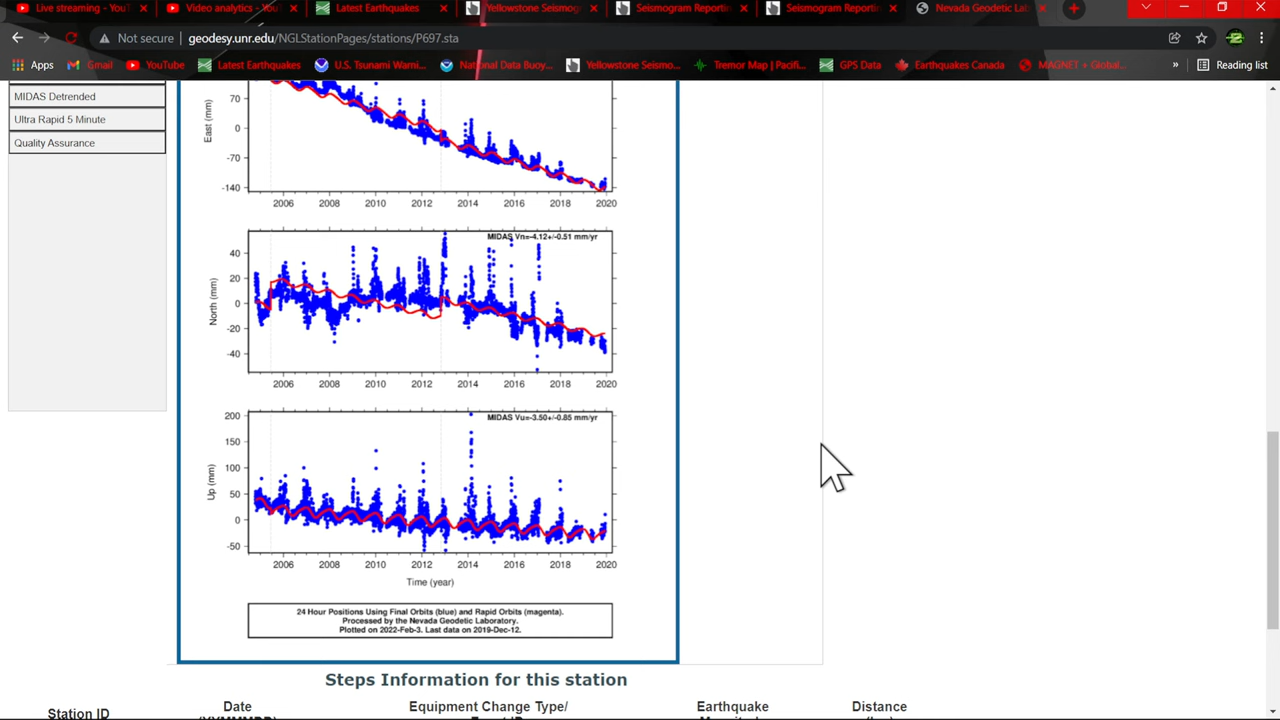 Live streaming - YouT
Video analytics - YouT
Latest Earthquakes
Yellowstone Seismog
Seismogram Reportin
Seismogram Reportin
Nevada Geodetic Lab
Not secure
geodesy.unr.edu/NGLStationPages/stations/P697.sta
Apps
Gmail
YouTube
Latest Earthquakes
U.S. Tsunami Warni...
National Data Buoy...
Yellowstone Seismo...
Tremor Map | Pacifi...
GPS Data
Earthquakes Canada
MAGNET + Global...
»
Reading list
MIDAS Detrended
Ultra Rapid 5 Minute
Quality Assurance
East (mm)
70
0
-70
-140
2006 2008 2010 2012 2014 2016 2018 2020
MIDAS Vn=-4.12+/-0.51 mm/yr
North (mm)
40
20
0
-20
-40
2006 2008 2010 2012 2014 2016 2018 2020
MIDAS Vu=-3.50+/-0.85 mm/yr
Up (mm)
200
150
100
50
0
-50
2006 2008 2010 2012 2014 2016 2018 2020
Time (year)
24 Hour Positions Using Final Orbits (blue) and Rapid Orbits (magenta).
Processed by the Nevada Geodetic Laboratory.
Plotted on 2022-Feb-3. Last data on 2019-Dec-12.
Steps Information for this station
Station ID
Date
Equipment Change Type/
Earthquake
Distance